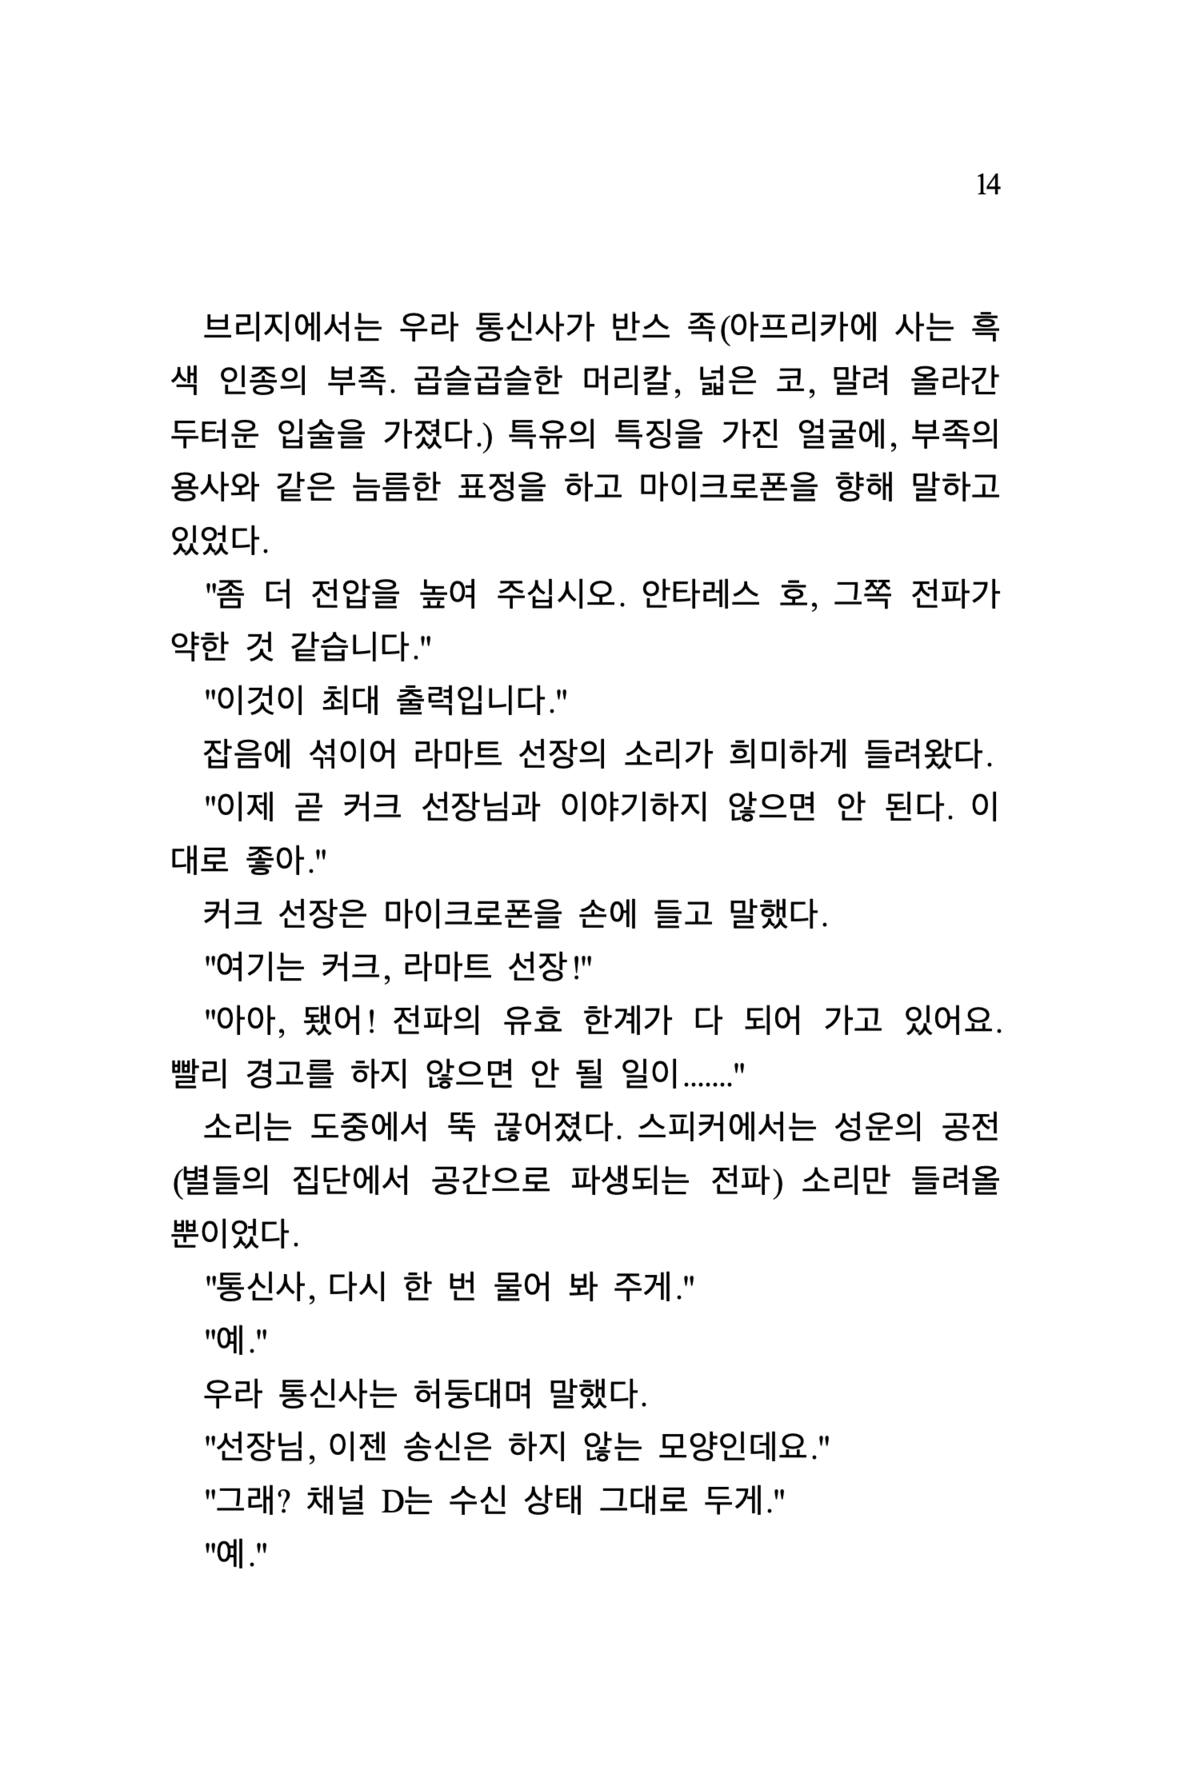 14
브리지에서는 우라 통신사가 반스 족(아프리카에 사는 흑
색 인종의 부족. 곱슬곱슬한 머리칼, 넓은 코, 말려 올라간
두터운 입술을 가졌다.) 특유의 특징을 가진 얼굴에, 부족의
용사와 같은 늠름한 표정을 하고 마이크로폰을 향해 말하고
있었다.
"좀 더 전압을 높여 주십시오. 안타레스 호, 그쪽 전파가
약한 것 같습니다."
"이것이 최대 출력입니다."
잡음에 섞이어 라마트 선장의 소리가 희미하게 들려왔다.
"이제 곧 커크 선장님과 이야기하지 않으면 안 된다. 이
대로 좋아."
커크 선장은 마이크로폰을 손에 들고 말했다.
"여기는 커크, 라마트 선장!"
"아아, 됐어! 전파의 유효 한계가 다 되어 가고 있어요.
빨리 경고를 하지 않으면 안 될 일이......."
소리는 도중에서 뚝 끊어졌다. 스피커에서는 성운의 공전
(별들의 집단에서 공간으로 파생되는 전파) 소리만 들려올
뿐이었다.
"통신사, 다시 한 번 물어 봐 주게."
"예."
우라 통신사는 허둥대며 말했다.
"선장님, 이젠 송신은 하지 않는 모양인데요."
"그래? 채널 D는 수신 상태 그대로 두게."
"예."